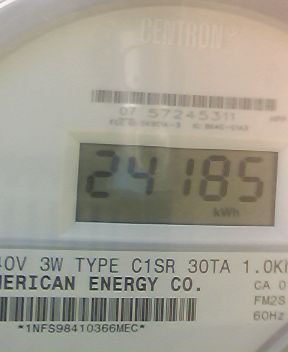 CENTRON®
07 57245311
24185
kWh
40V 3W TYPE C1SR 30TA 1.0K
MERICAN ENERGY CO.
CA 0
FM2S
60Hz
*1NFS98410366MEC*